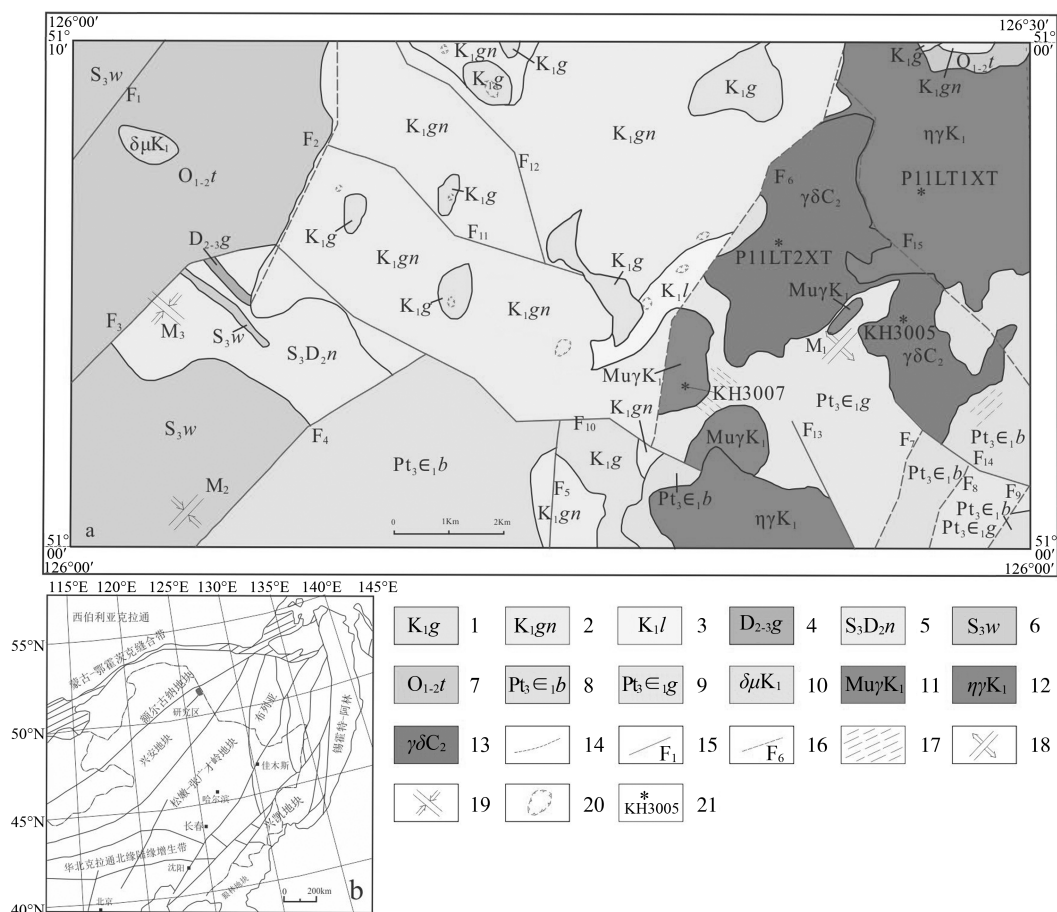 126°00′ 126°30′
51° 10′ 51° 00′
S₃w
F₁
δμK₁
O₁₋₂t
F₂
D₂₋₃g
F₃
M₃
S₃w
S₃D₂n
S₃w
F₄
M₂
a
K₁gn
K₁g
K₁g
K₁gn
F₁₂
K₁g
F₁₁
K₁g
K₁gn
K₁g
K₁gn
K₁gn
K₁g
K₁g
K₁l
F₆
γδC₂
P11LT2XT
K₁g
O₁₋₂t
K₁gn
ηγK₁
P11LT1XT
F₁₅
MuγK₁
M₁
KH3005
γδC₂
MuγK₁
KH3007
K₁gn
F₁₀
K₁g
F₅
K₁gn
Pt₃∈₁b
MuγK₁
Pt₃∈₁b
ηγK₁
Pt₃∈₁g
F₁₃
F₇
Pt₃∈₁b
F₁₄
Pt₃∈₁b
F₈
F₉
Pt₃∈₁b
Pt₃∈₁g
0 1Km 2Km
51° 00′ 51° 00′
126°00′ 126°00′
115°E 120°E 125°E 130°E 135°E 140°E 145°E
55°N
50°N
45°N
40°N
西伯利亚克拉通
蒙古-鄂霍茨克缝合带
额尔古纳地块
研究区
布列亚
锡霍特-阿林
兴安地块
松嫩-张广才岭地块
佳木斯
哈尔滨
长春
兴凯地块
华北克拉通北缘陆缘增生带
沈阳
北京
0 200km
b
K₁g 1
K₁gn 2
K₁l 3
D₂₋₃g 4
S₃D₂n 5
S₃w 6
O₁₋₂t 7
Pt₃∈₁b 8
Pt₃∈₁g 9
δμK₁ 10
MuγK₁ 11
ηγK₁ 12
γδC₂ 13
14
F₁ 15
F₆ 16
17
18
19
20
* KH3005 21